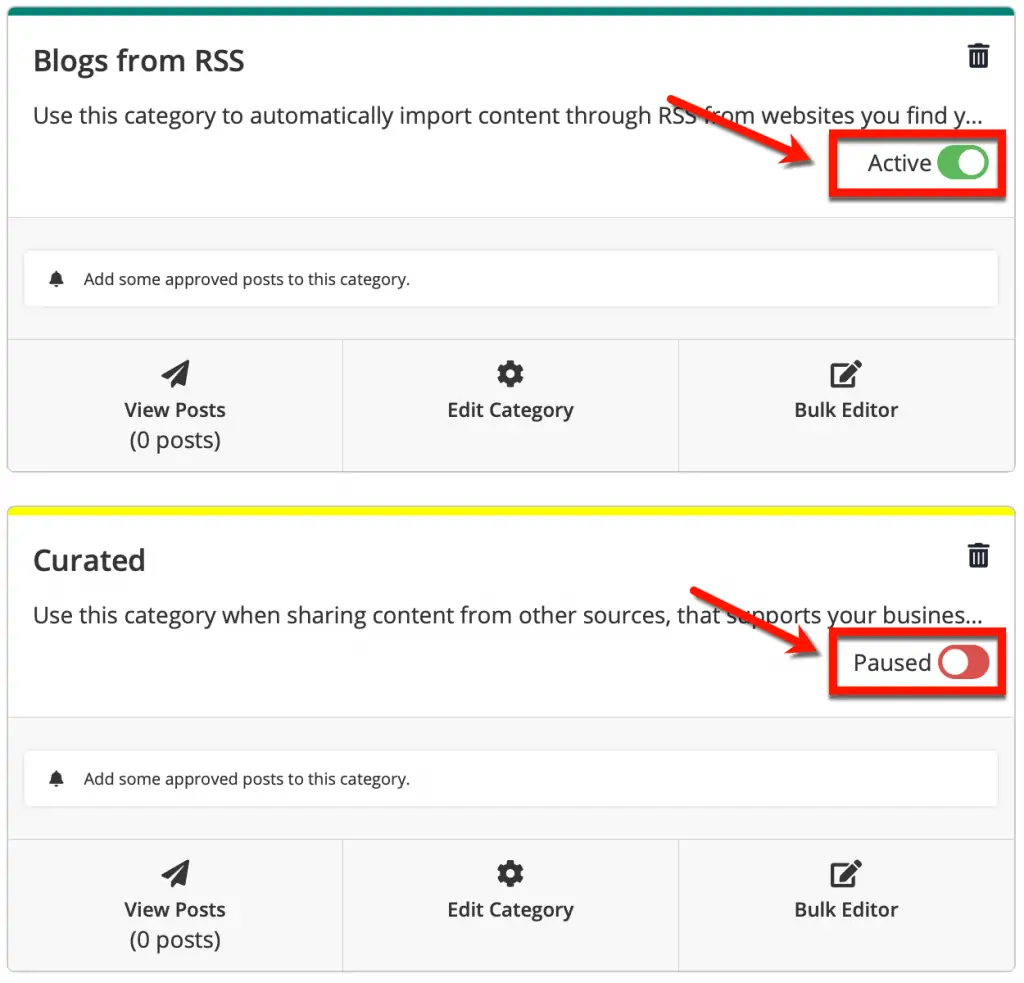 Blogs from RSS
Use this category to automatically import content through RSS from websites you find y...
Active
Add some approved posts to this category.
View Posts
(0 posts)
Edit Category
Bulk Editor
Curated
Use this category when sharing content from other sources, that supports your busines...
Paused
Add some approved posts to this category.
View Posts
(0 posts)
Edit Category
Bulk Editor